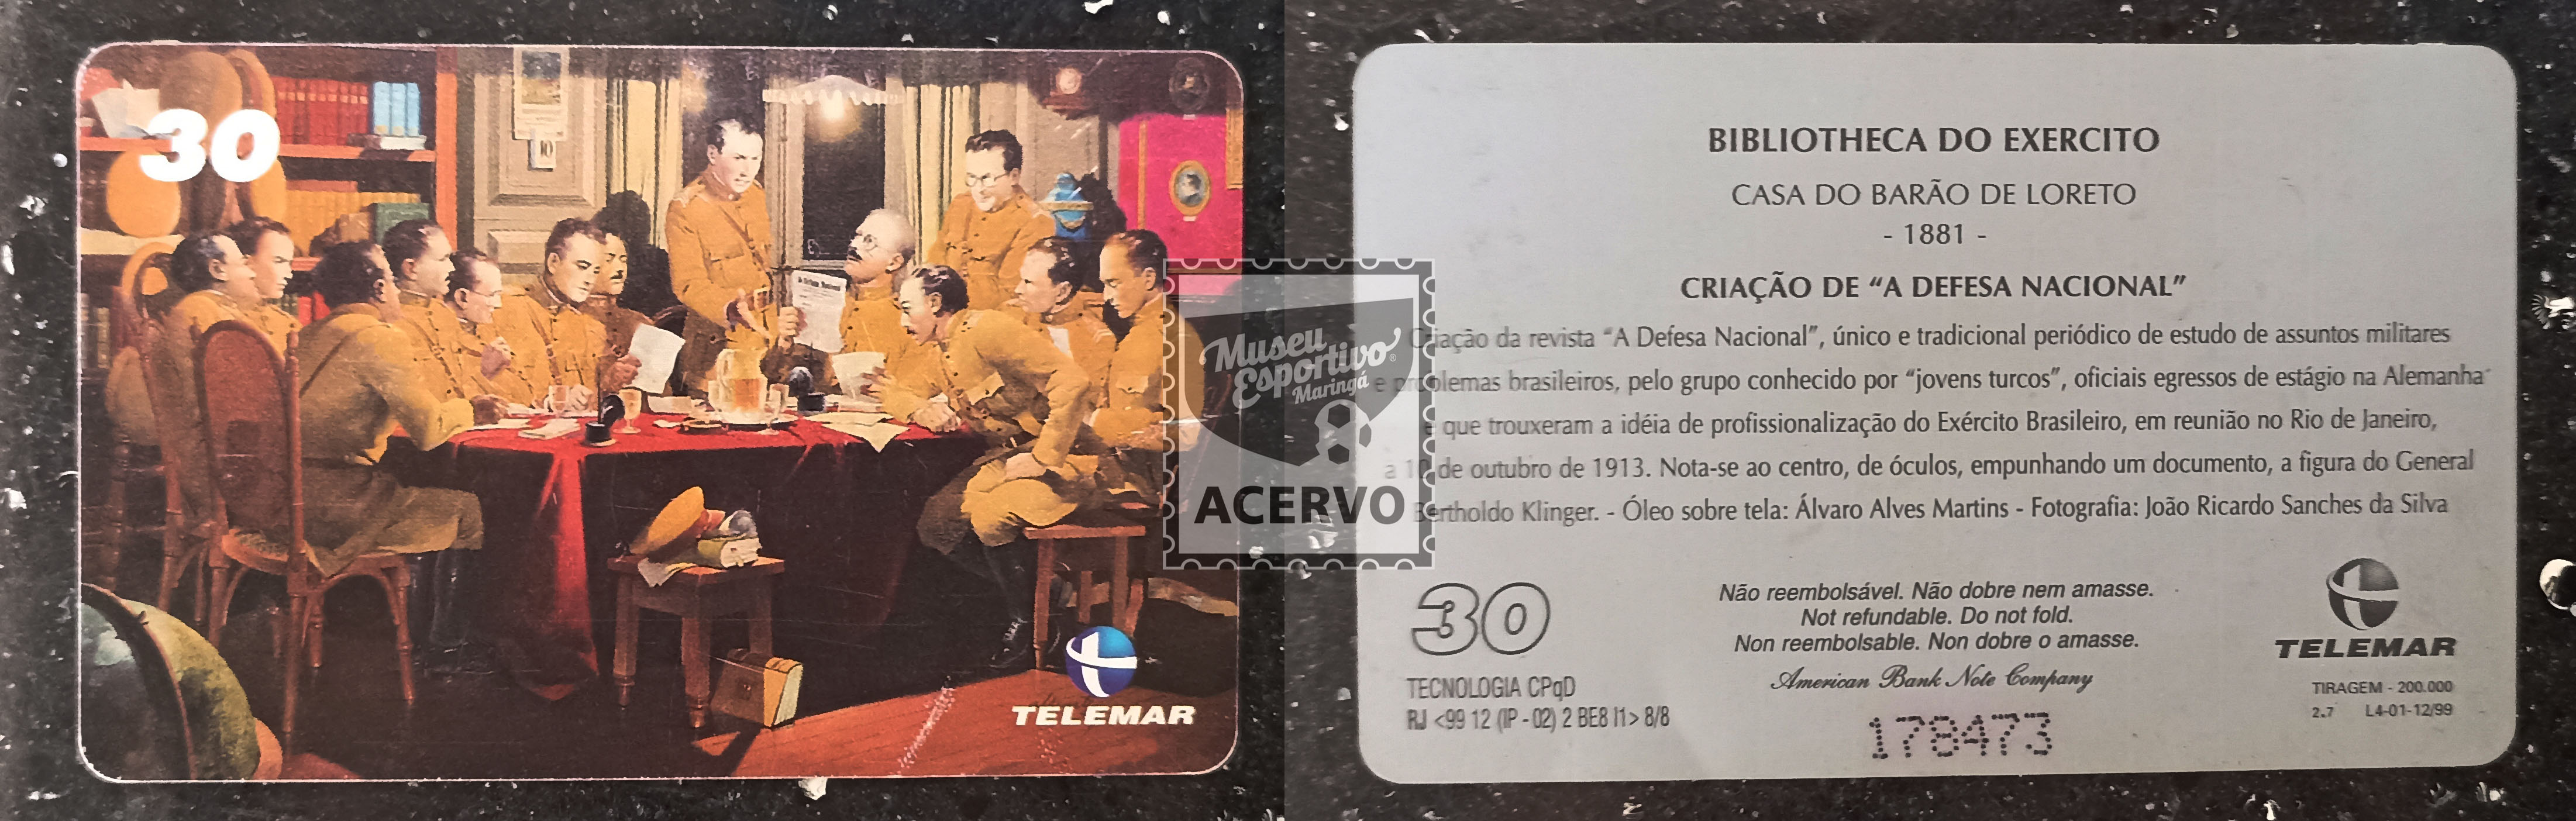 30
10
A Defesa Nacional
TELEMAR
BIBLIOTHECA DO EXERCITO
CASA DO BARÃO DE LORETO
- 1881 -
CRIAÇÃO DE “A DEFESA NACIONAL”
Criação da revista “A Defesa Nacional”, único e tradicional periódico de estudo de assuntos militares
e problemas brasileiros, pelo grupo conhecido por “jovens turcos”, oficiais egressos de estágio na Alemanha
e que trouxeram a idéia de profissionalização do Exército Brasileiro, em reunião no Rio de Janeiro,
a 10 de outubro de 1913. Nota-se ao centro, de óculos, empunhando um documento, a figura do General
Bertholdo Klinger. - Óleo sobre tela: Álvaro Alves Martins - Fotografia: João Ricardo Sanches da Silva
30
Não reembolsável. Não dobre nem amasse.
Not refundable. Do not fold.
Non reembolsable. Non dobre o amasse.
American Bank Note Company
TECNOLOGIA CPqD
RJ <99 12 (IP - 02) 2 BE8 I1> 8/8
178473
TELEMAR
TIRAGEM - 200.000
2.7 L4-01-12/99
Museu
Esportivo®
Maringá
ACERVO